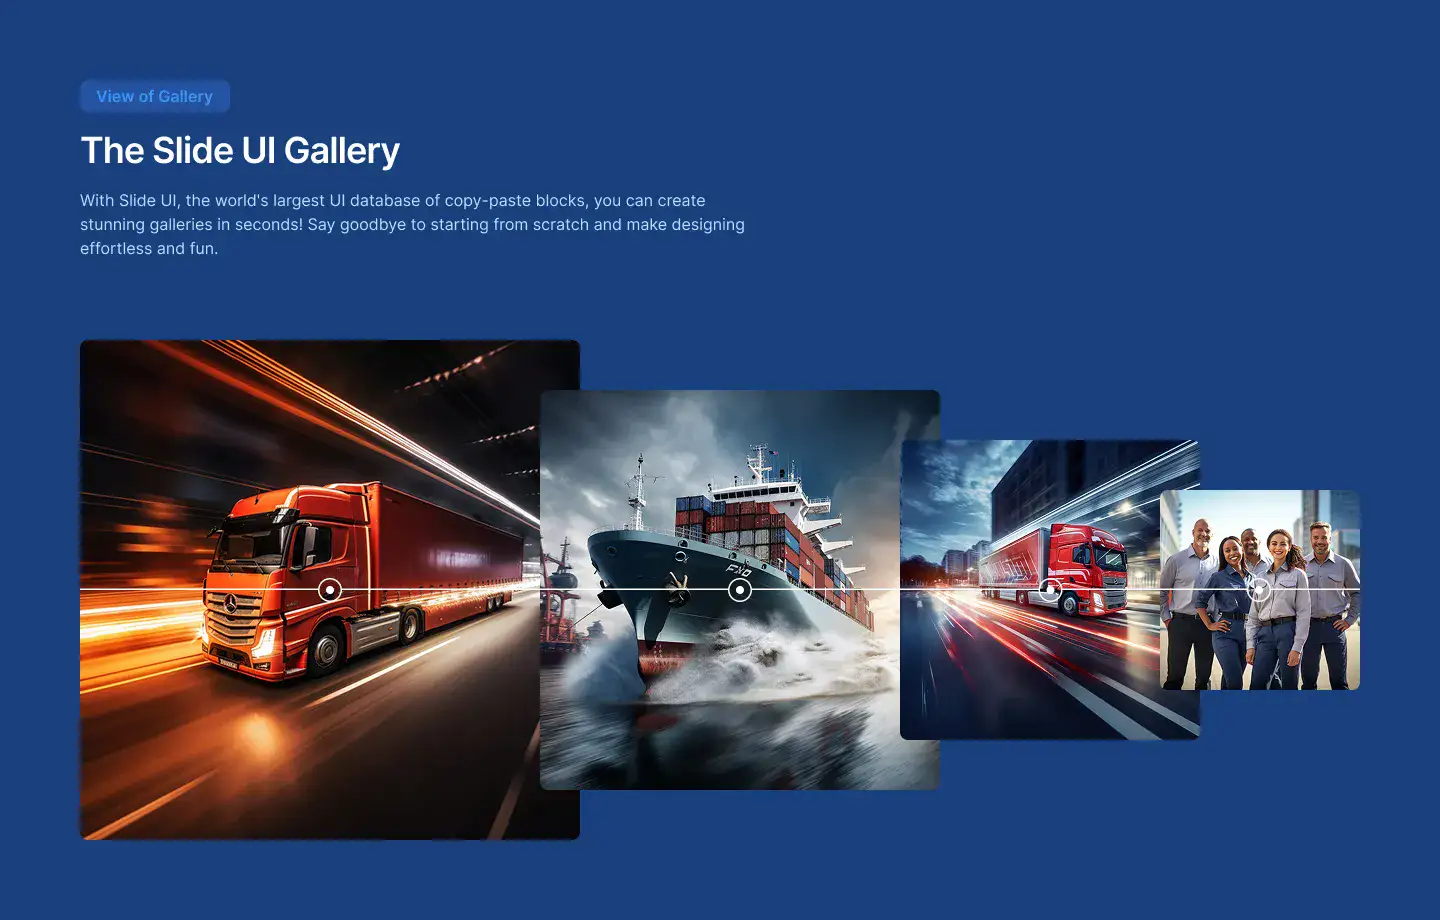 View of Gallery
The Slide UI Gallery
With Slide UI, the world's largest UI database of copy-paste blocks, you can create
stunning galleries in seconds! Say goodbye to starting from scratch and make designing
effortless and fun.